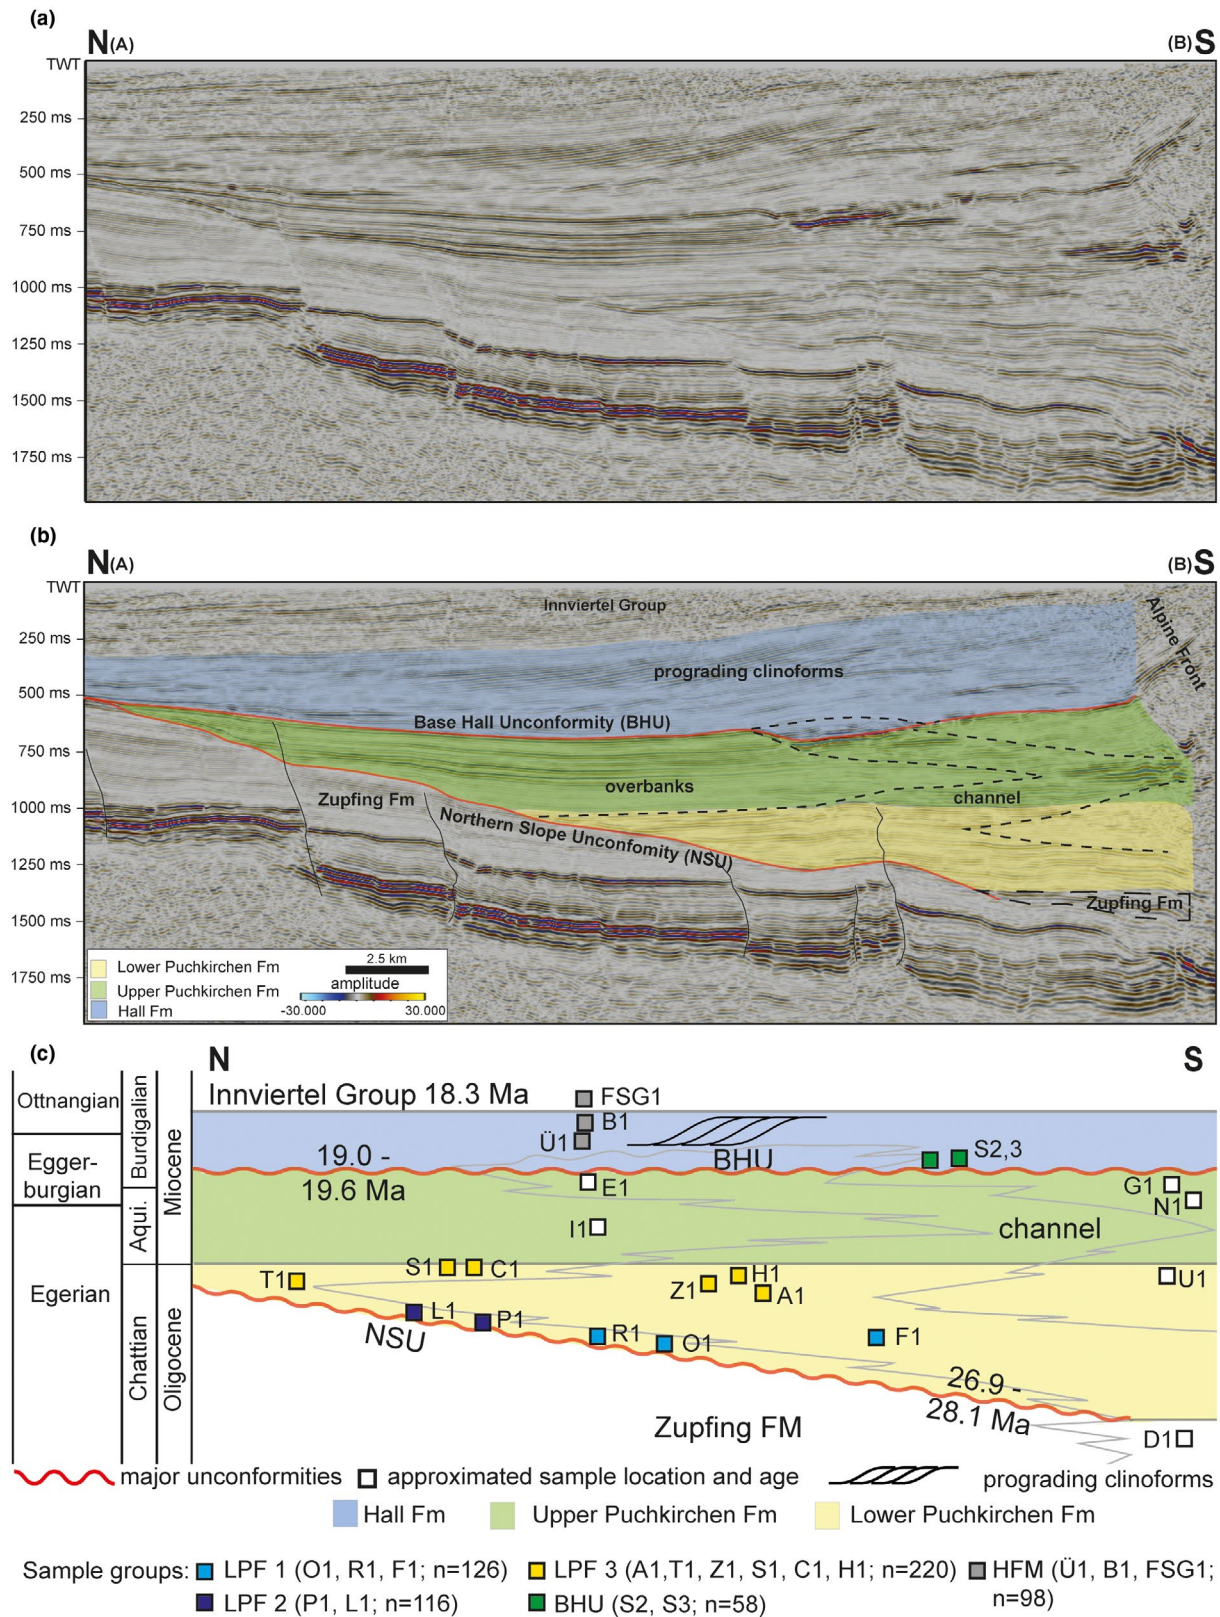 (a)
N(A)
(B)S
TWT
250 ms
500 ms
750 ms
1000 ms
1250 ms
1500 ms
1750 ms
(b)
N(A)
(B)S
TWT
250 ms
500 ms
750 ms
1000 ms
1250 ms
1500 ms
1750 ms
Innviertel Group
Alpine Front
prograding clinoforms
Base Hall Unconformity (BHU)
overbanks
channel
Zupfing Fm
Northern Slope Unconfomity (NSU)
Zupfing Fm
Lower Puchkirchen Fm
Upper Puchkirchen Fm
Hall Fm
2.5 km
amplitude
-30.000
30.000
(c)
N
S
Ottnangian
Egger-
burgian
Egerian
Burdigalian
Aqui.
Chattian
Miocene
Oligocene
Innviertel Group 18.3 Ma
FSG1
B1
Ü1
19.0 -
19.6 Ma
BHU
S2,3
E1
G1
N1
I1
channel
T1
S1
C1
Z1
H1
A1
U1
L1
P1
NSU
R1
O1
F1
26.9 -
28.1 Ma
Zupfing FM
D1
major unconformities
approximated sample location and age
prograding clinoforms
Hall Fm
Upper Puchkirchen Fm
Lower Puchkirchen Fm
Sample groups:
LPF 1 (O1, R1, F1; n=126)
LPF 3 (A1,T1, Z1, S1, C1, H1; n=220)
HFM (Ü1, B1, FSG1;
n=98)
LPF 2 (P1, L1; n=116)
BHU (S2, S3; n=58)